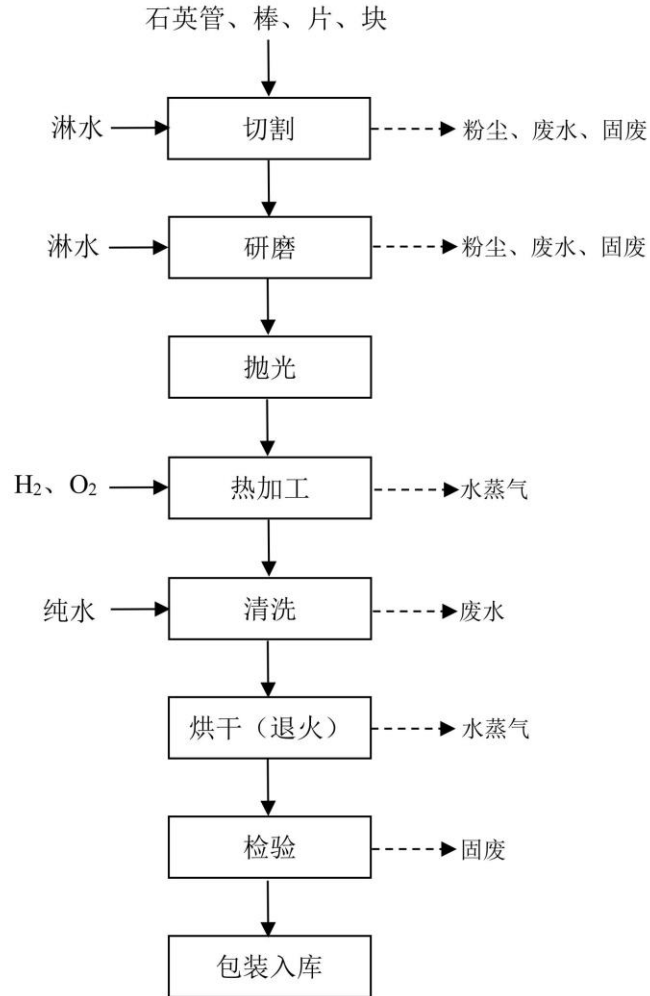 石英管、棒、片、块
淋水 切割 粉尘、废水、固废
淋水 研磨 粉尘、废水、固废
抛光
H₂、O₂ 热加工 水蒸气
纯水 清洗 废水
烘干（退火） 水蒸气
检验 固废
包装入库